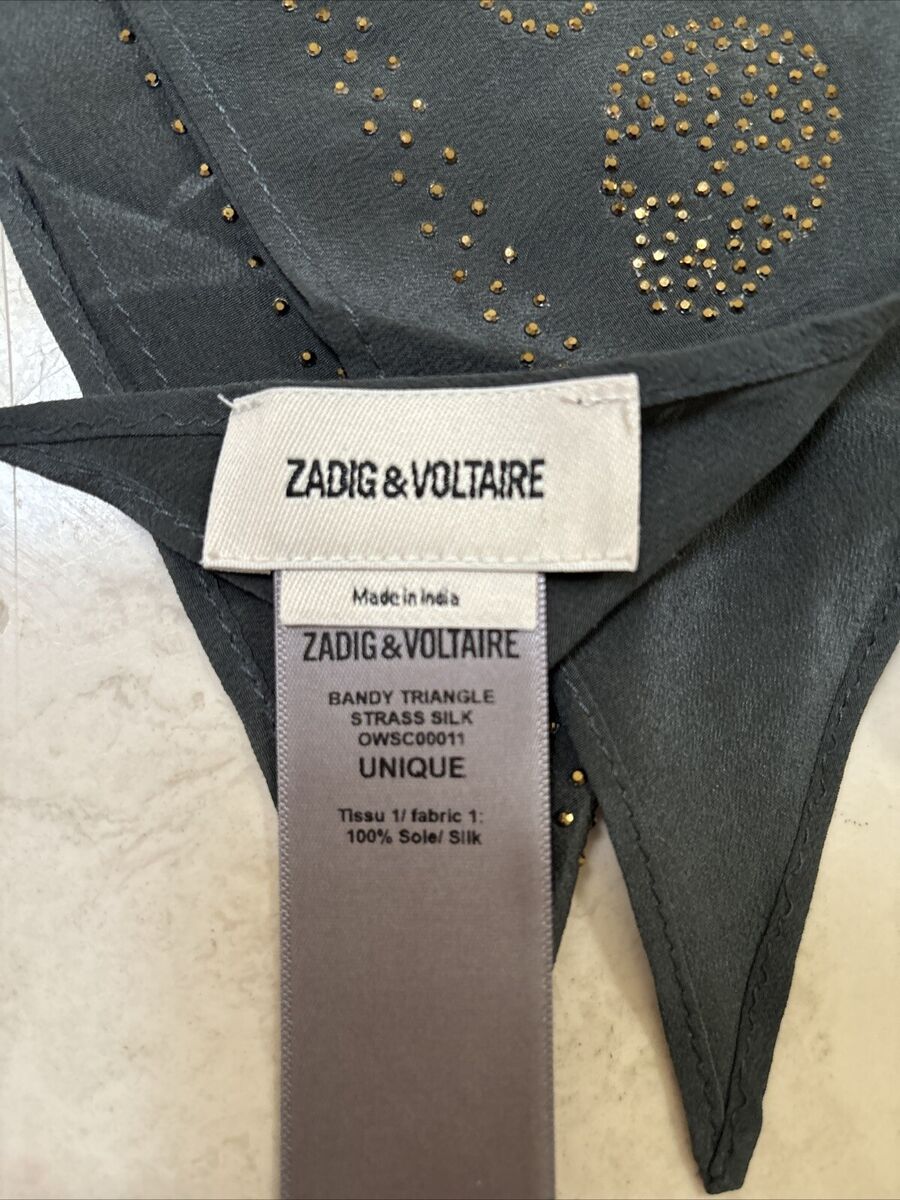 ZADIG & VOLTAIRE
Made in India
ZADIG & VOLTAIRE
BANDY TRIANGLE
STRASS SILK
OWSC00011
UNIQUE
Tissu 1/ fabric 1:
100% Soie/ Silk